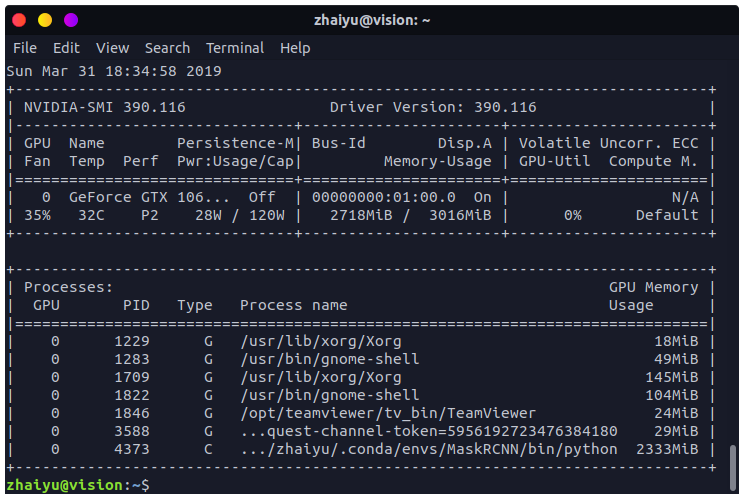 zhaiyu@vision: ~
File Edit View Search Terminal Help
Sun Mar 31 18:34:58 2019
+-----------------------------------------------------------------------------+
| NVIDIA-SMI 390.116                Driver Version: 390.116                   |
|-------------------------------+----------------------+----------------------+
| GPU  Name        Persistence-M| Bus-Id        Disp.A | Volatile Uncorr. ECC |
| Fan  Temp  Perf  Pwr:Usage/Cap|         Memory-Usage | GPU-Util  Compute M. |
|===============================+======================+======================|
|   0  GeForce GTX 106...  Off  | 00000000:01:00.0  On |                  N/A |
| 35%   32C    P2    28W / 120W |   2718MiB /  3016MiB |      0%      Default |
+-------------------------------+----------------------+----------------------+
+-----------------------------------------------------------------------------+
| Processes:                                                       GPU Memory |
|  GPU       PID   Type   Process name                             Usage      |
|=============================================================================|
|    0      1229      G   /usr/lib/xorg/Xorg                            18MiB |
|    0      1283      G   /usr/bin/gnome-shell                          49MiB |
|    0      1709      G   /usr/lib/xorg/Xorg                           145MiB |
|    0      1822      G   /usr/bin/gnome-shell                         104MiB |
|    0      1846      G   /opt/teamviewer/tv_bin/TeamViewer             24MiB |
|    0      3588      G   ...quest-channel-token=5956192723476384180    29MiB |
|    0      4373      C   .../zhaiyu/.conda/envs/MaskRCNN/bin/python  2333MiB |
+-----------------------------------------------------------------------------+
zhaiyu@vision:~$